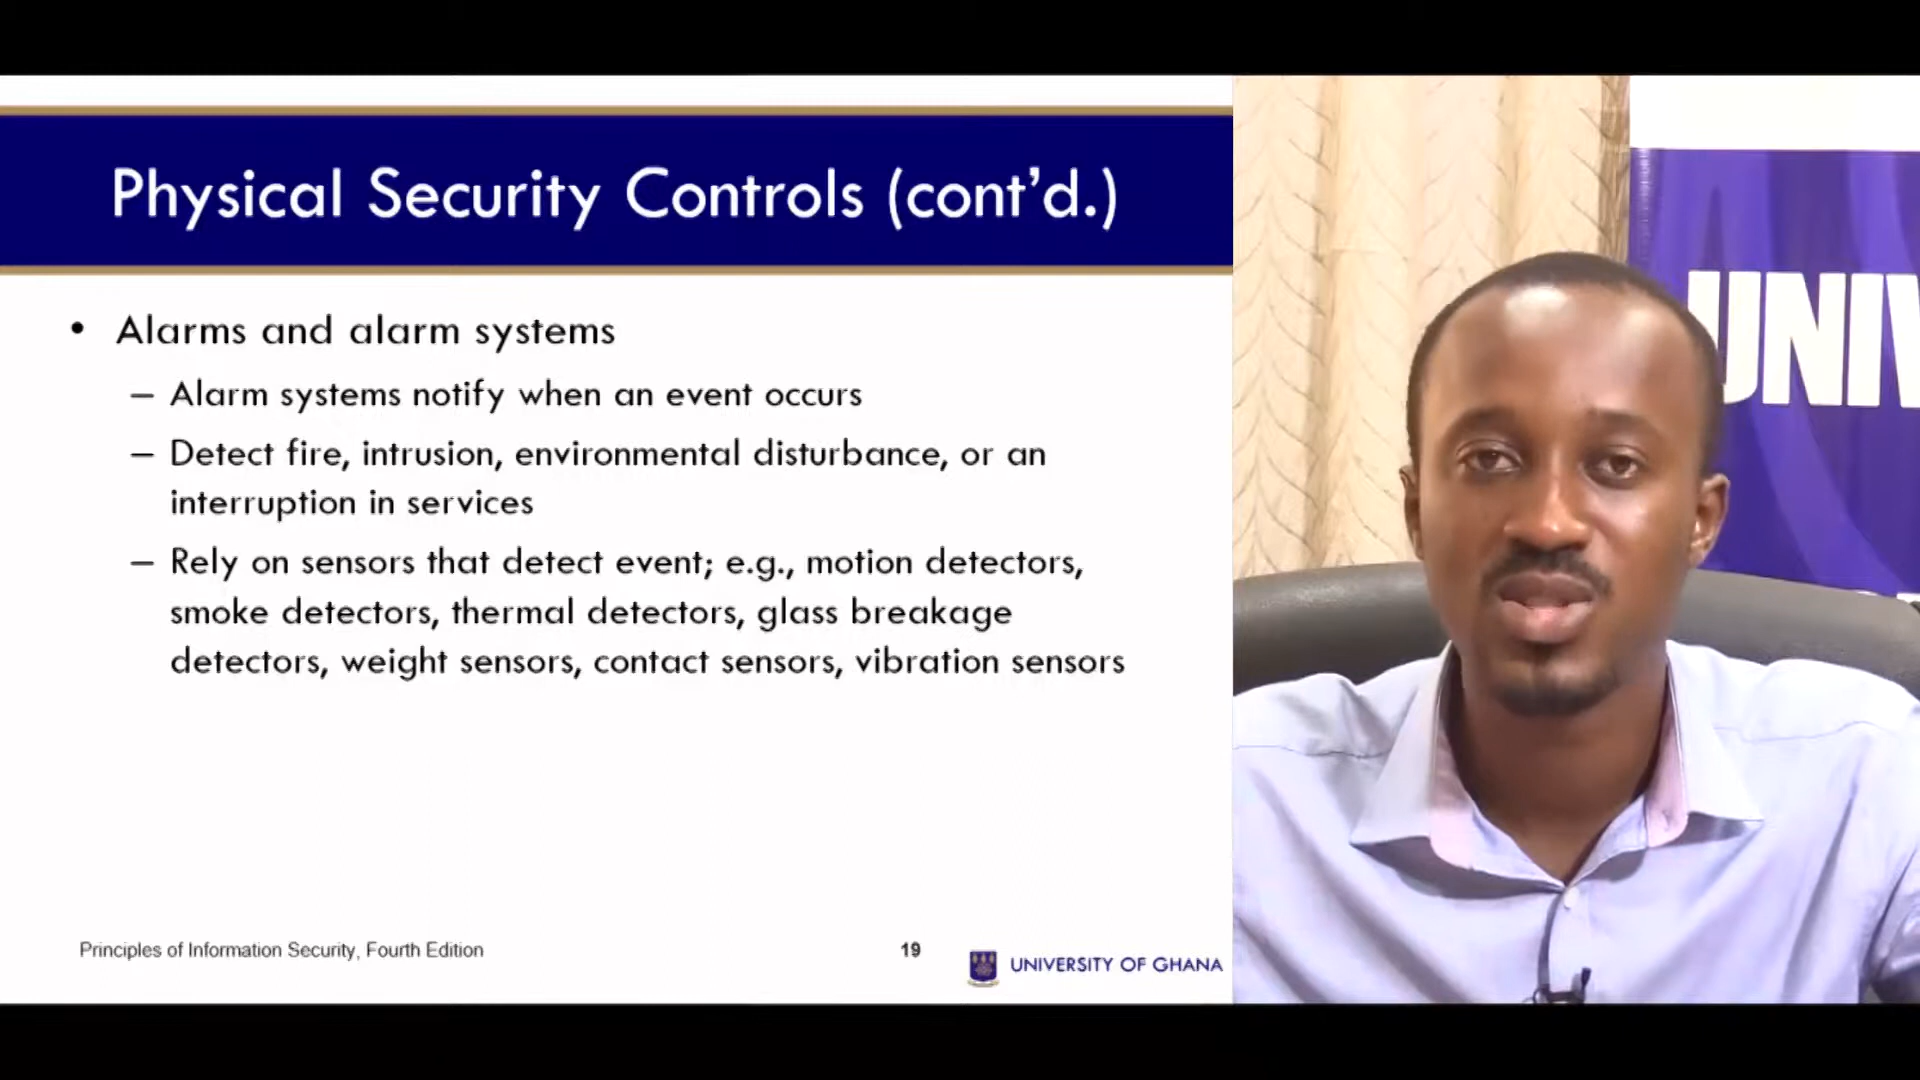 Physical Security Controls (cont’d.)
• Alarms and alarm systems
– Alarm systems notify when an event occurs
– Detect fire, intrusion, environmental disturbance, or an
interruption in services
– Rely on sensors that detect event; e.g., motion detectors,
smoke detectors, thermal detectors, glass breakage
detectors, weight sensors, contact sensors, vibration sensors
Principles of Information Security, Fourth Edition
19
UNIVERSITY OF GHANA
UNIV